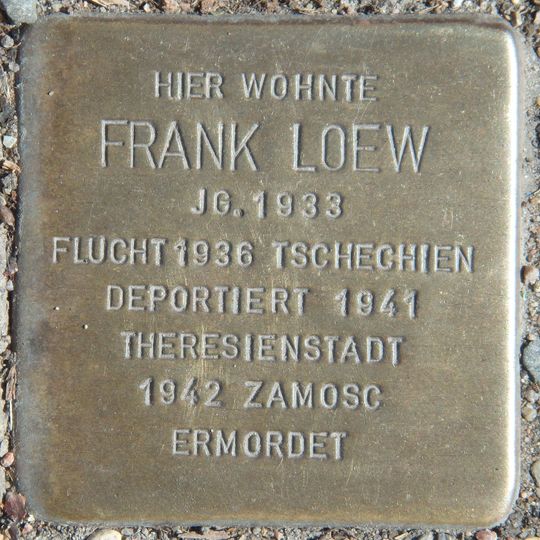 HIER WOHNTE
FRANK LOEW
JG. 1933
FLUCHT 1936 TSCHECHIEN
DEPORTIERT 1941
THERESIENSTADT
1942 ZAMOSC
ERMORDET